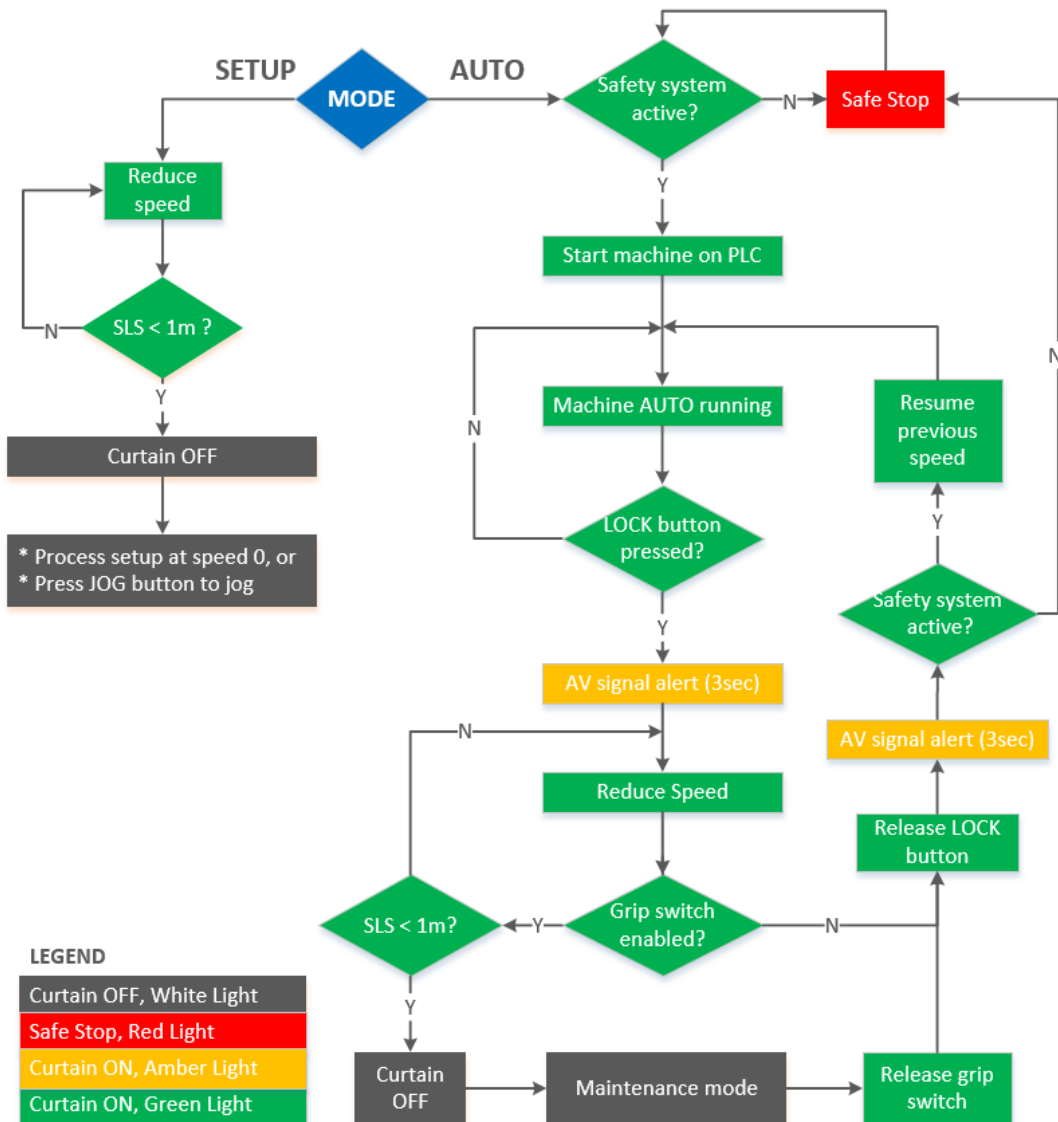 SETUP
MODE
AUTO
Safety system
active?
N
Safe Stop
Y
Reduce
speed
Start machine on PLC
SLS < 1m ?
N
Y
Curtain OFF
* Process setup at speed 0, or
* Press JOG button to jog
Machine AUTO running
N
LOCK button
pressed?
Y
Resume
previous
speed
N
Y
Safety system
active?
AV signal alert (3sec)
N
AV signal alert (3sec)
Reduce Speed
Release LOCK
button
SLS < 1m?
Y
Grip switch
enabled?
N
Y
Curtain
OFF
Maintenance mode
Release grip
switch
LEGEND
Curtain OFF, White Light
Safe Stop, Red Light
Curtain ON, Amber Light
Curtain ON, Green Light